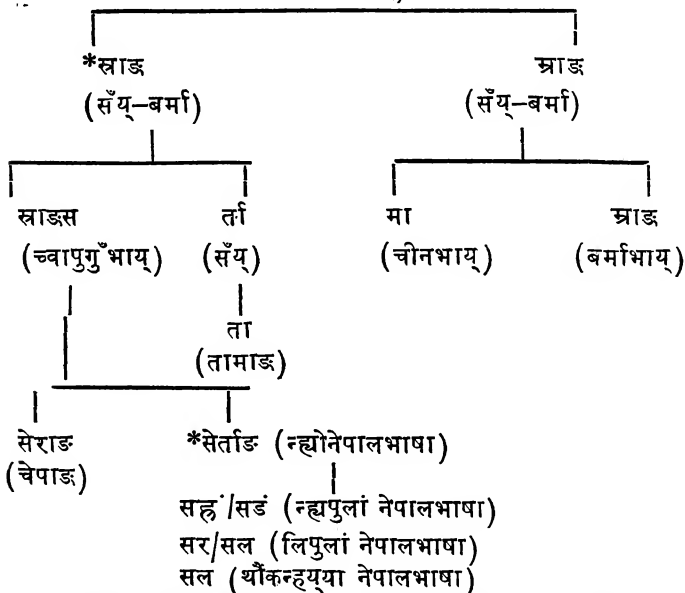 *स्राङ म्राङ
(सँय्-बर्मा) (सँय्-बर्मा)
स्राङस र्ता मा म्राङ
(च्वापुगुँभाय्) (सँय्) (चीनभाय्) (बर्माभाय्)
ता
(तामाङ)
सेराङ *सेर्ताङ (न्ह्योनेपालभाषा)
(चेपाङ)
सह्रं/सडं (न्ह्यपुलां नेपालभाषा)
सर/सल (लिपुलां नेपालभाषा)
सल (थौंकन्हय्‌या नेपालभाषा)